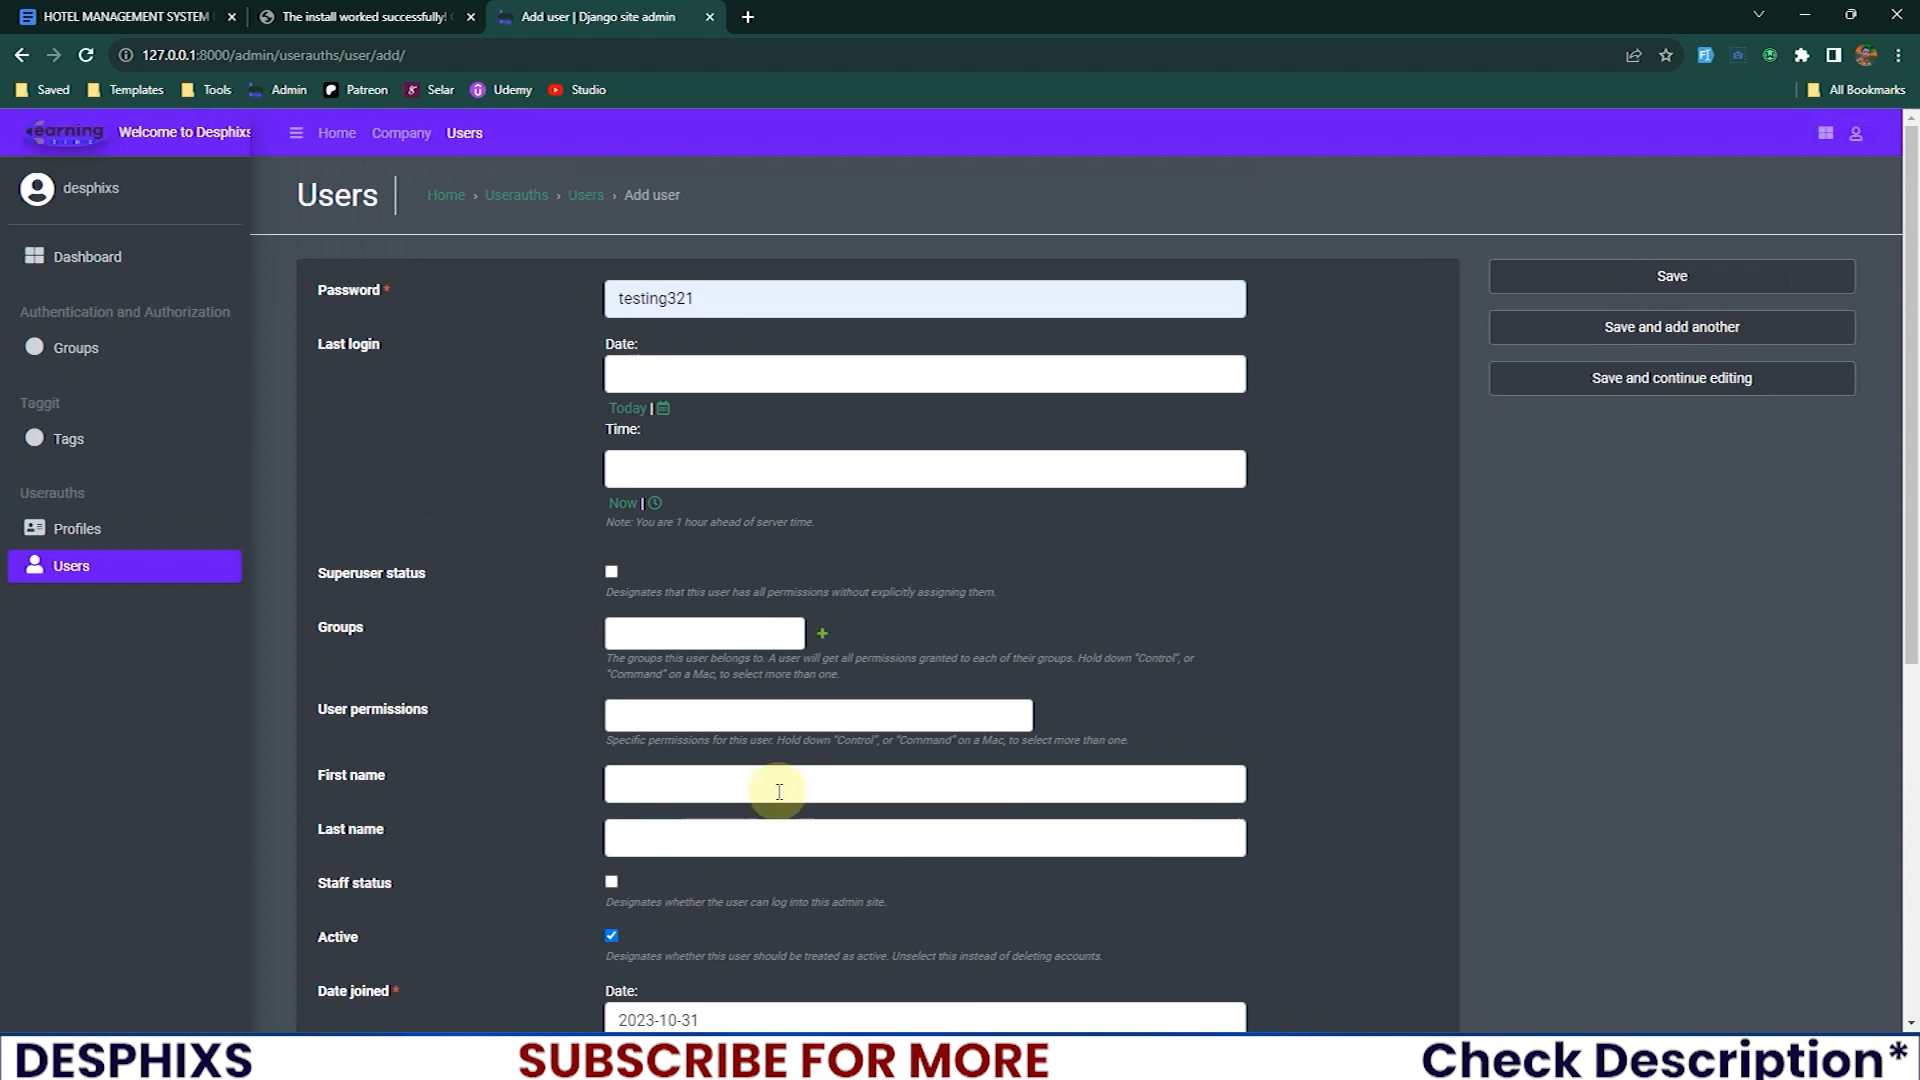 HOTEL MANAGEMENT SYSTEM
The install worked successfully!
Add user | Django site admin
127.0.0.1:8000/admin/userauths/user/add/
Saved
Templates
Tools
Admin
Patreon
Selar
Udemy
Studio
All Bookmarks
earning
TIME
Welcome to Desphixs
Home
Company
Users
desphixs
Users
Home › Userauths › Users › Add user
Dashboard
Authentication and Authorization
Groups
Taggit
Tags
Userauths
Profiles
Users
Password *
testing321
Last login
Date:
Today |
Time:
Now |
Note: You are 1 hour ahead of server time.
Superuser status
Designates that this user has all permissions without explicitly assigning them.
Groups
The groups this user belongs to. A user will get all permissions granted to each of their groups. Hold down “Control”, or
“Command” on a Mac, to select more than one.
User permissions
Specific permissions for this user. Hold down “Control”, or “Command” on a Mac, to select more than one.
First name
Last name
Staff status
Designates whether the user can log into this admin site.
Active
Designates whether this user should be treated as active. Unselect this instead of deleting accounts.
Date joined *
Date:
2023-10-31
Save
Save and add another
Save and continue editing
DESPHIXS
SUBSCRIBE FOR MORE
Check Description*